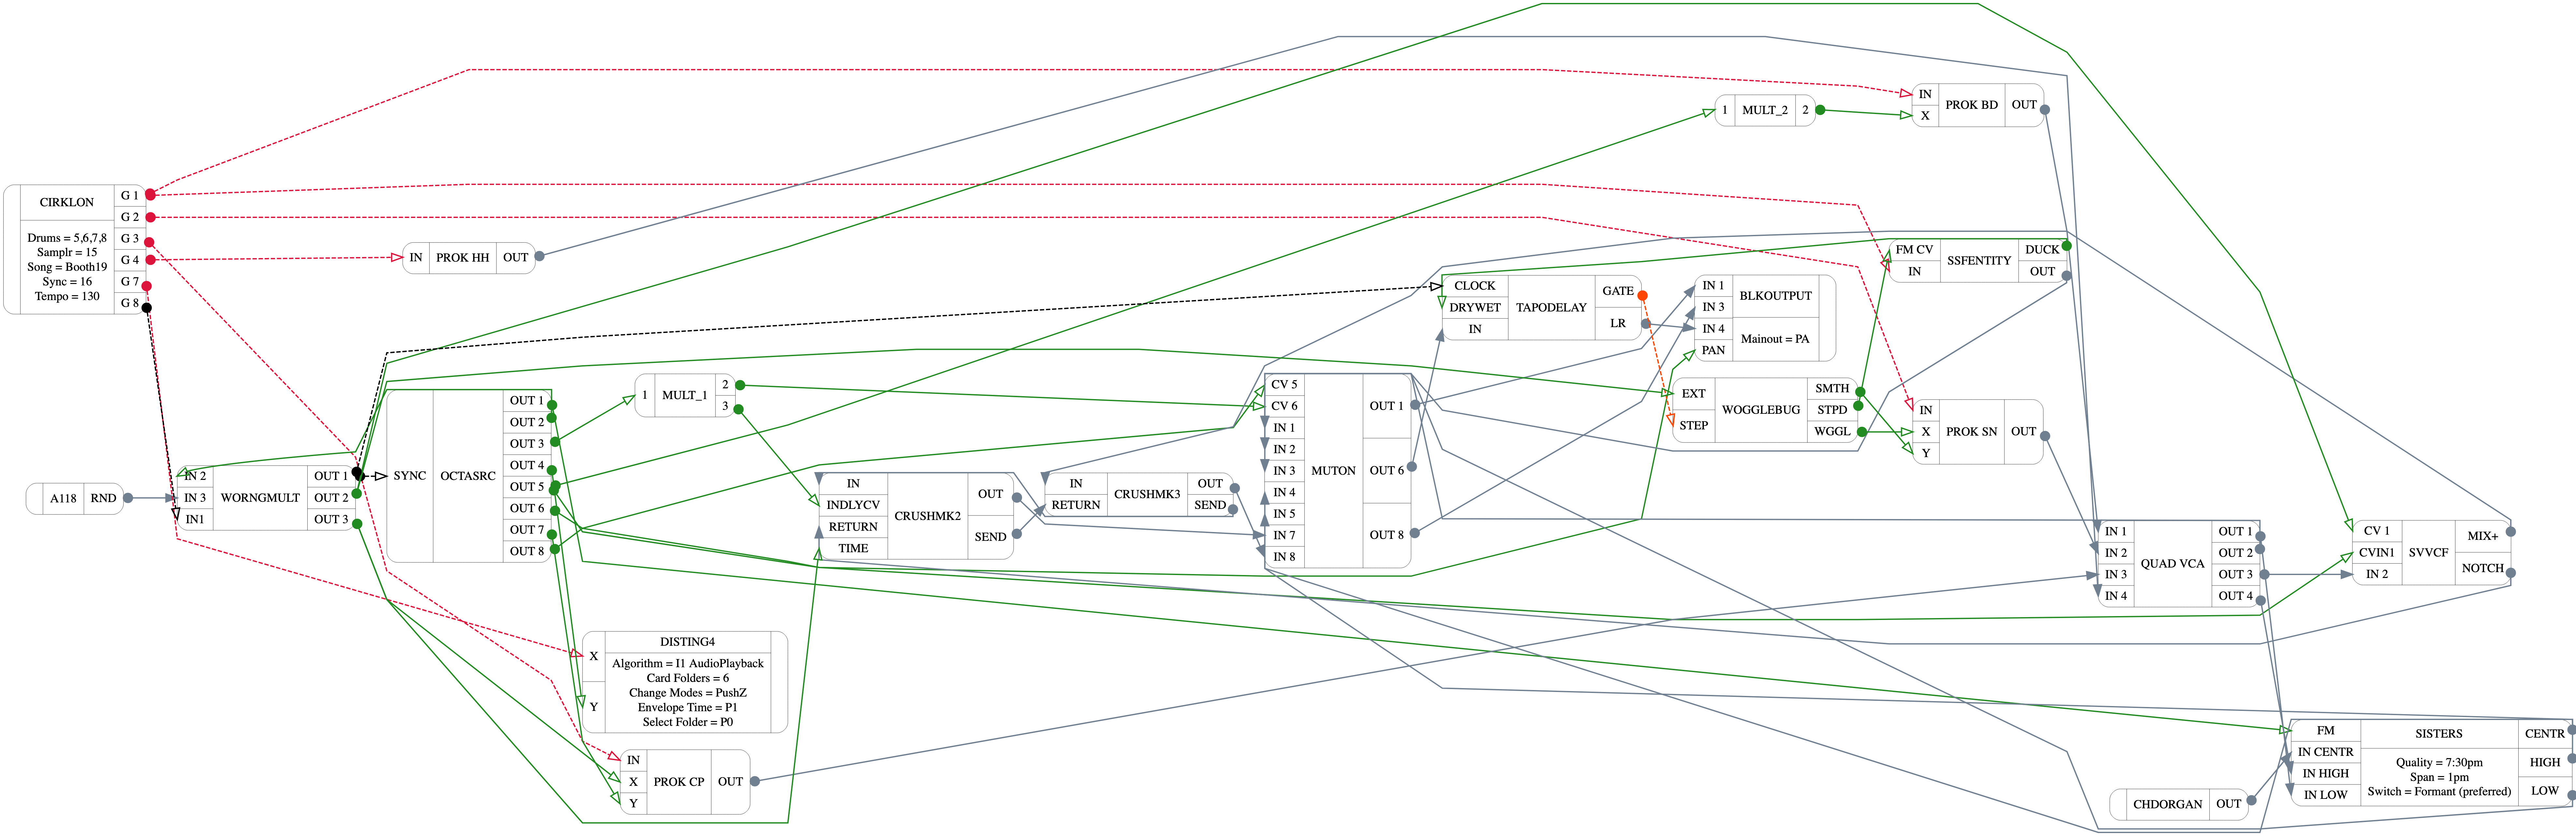 CIRKLON
Drums = 5,6,7,8
Samplr = 15
Song = Booth19
Sync = 16
Tempo = 130
G 1
G 2
G 3
G 4
G 7
G 8
A118
RND
IN 2
IN 3
IN1
WORNGMULT
OUT 1
OUT 2
OUT 3
IN
PROK HH
OUT
SYNC
OCTASRC
OUT 1
OUT 2
OUT 3
OUT 4
OUT 5
OUT 6
OUT 7
OUT 8
1
MULT_1
2
3
X
Y
DISTING4
Algorithm = I1 AudioPlayback
Card Folders = 6
Change Modes = PushZ
Envelope Time = P1
Select Folder = P0
IN
X
Y
PROK CP
OUT
IN
INDLYCV
RETURN
TIME
CRUSHMK2
OUT
SEND
IN
RETURN
CRUSHMK3
OUT
SEND
CV 5
CV 6
IN 1
IN 2
IN 3
IN 4
IN 5
IN 7
IN 8
MUTON
OUT 1
OUT 6
OUT 8
CLOCK
DRYWET
IN
TAPODELAY
GATE
LR
IN 1
IN 3
IN 4
PAN
BLKOUTPUT
Mainout = PA
EXT
STEP
WOGGLEBUG
SMTH
STPD
WGGL
1
MULT_2
2
IN
X
PROK BD
OUT
FM CV
IN
SSFENTITY
DUCK
OUT
IN
X
Y
PROK SN
OUT
IN 1
IN 2
IN 3
IN 4
QUAD VCA
OUT 1
OUT 2
OUT 3
OUT 4
CV 1
CVIN1
IN 2
SVVCF
MIX+
NOTCH
CHDORGAN
OUT
FM
IN CENTR
IN HIGH
IN LOW
SISTERS
Quality = 7:30pm
Span = 1pm
Switch = Formant (preferred)
CENTR
HIGH
LOW